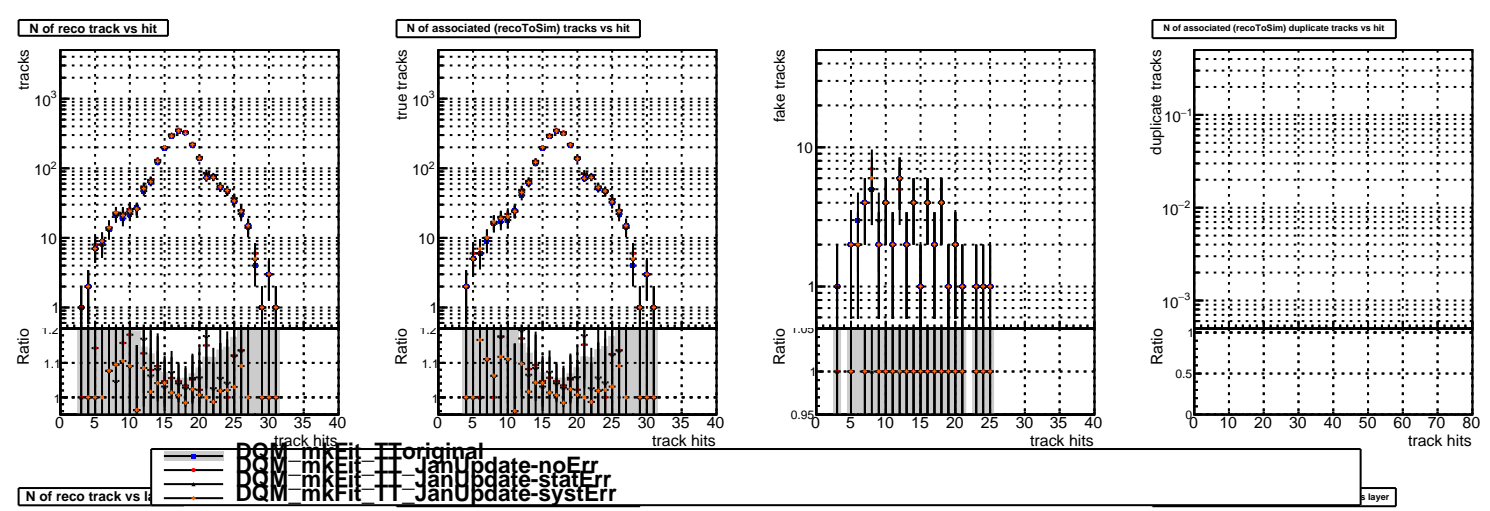 N of reco track vs hit
N of associated (recoToSim) tracks vs hit
N of associated (recoToSim) duplicate tracks vs hit
tracks
10³
10²
10
1
Ratio
1.2
1.1
1
0 5 10 15 20 25 30 35 40
track hits
true tracks
10³
10²
10
1
Ratio
1.2
1.1
1
0 5 10 15 20 25 30 35 40
track hits
fake tracks
10
1
Ratio
1.05
1
0.95
0 5 10 15 20 25 30 35 40
track hits
duplicate tracks
10⁻¹
10⁻²
10⁻³
Ratio
1
0.5
0
0 10 20 30 40 50 60 70 80
track hits
DQM_mkFit_TToriginal
DQM_mkFit_TT_JanUpdate-noErr
DQM_mkFit_TT_JanUpdate-statErr
DQM_mkFit_TT_JanUpdate-systErr
N of reco track vs la
s layer